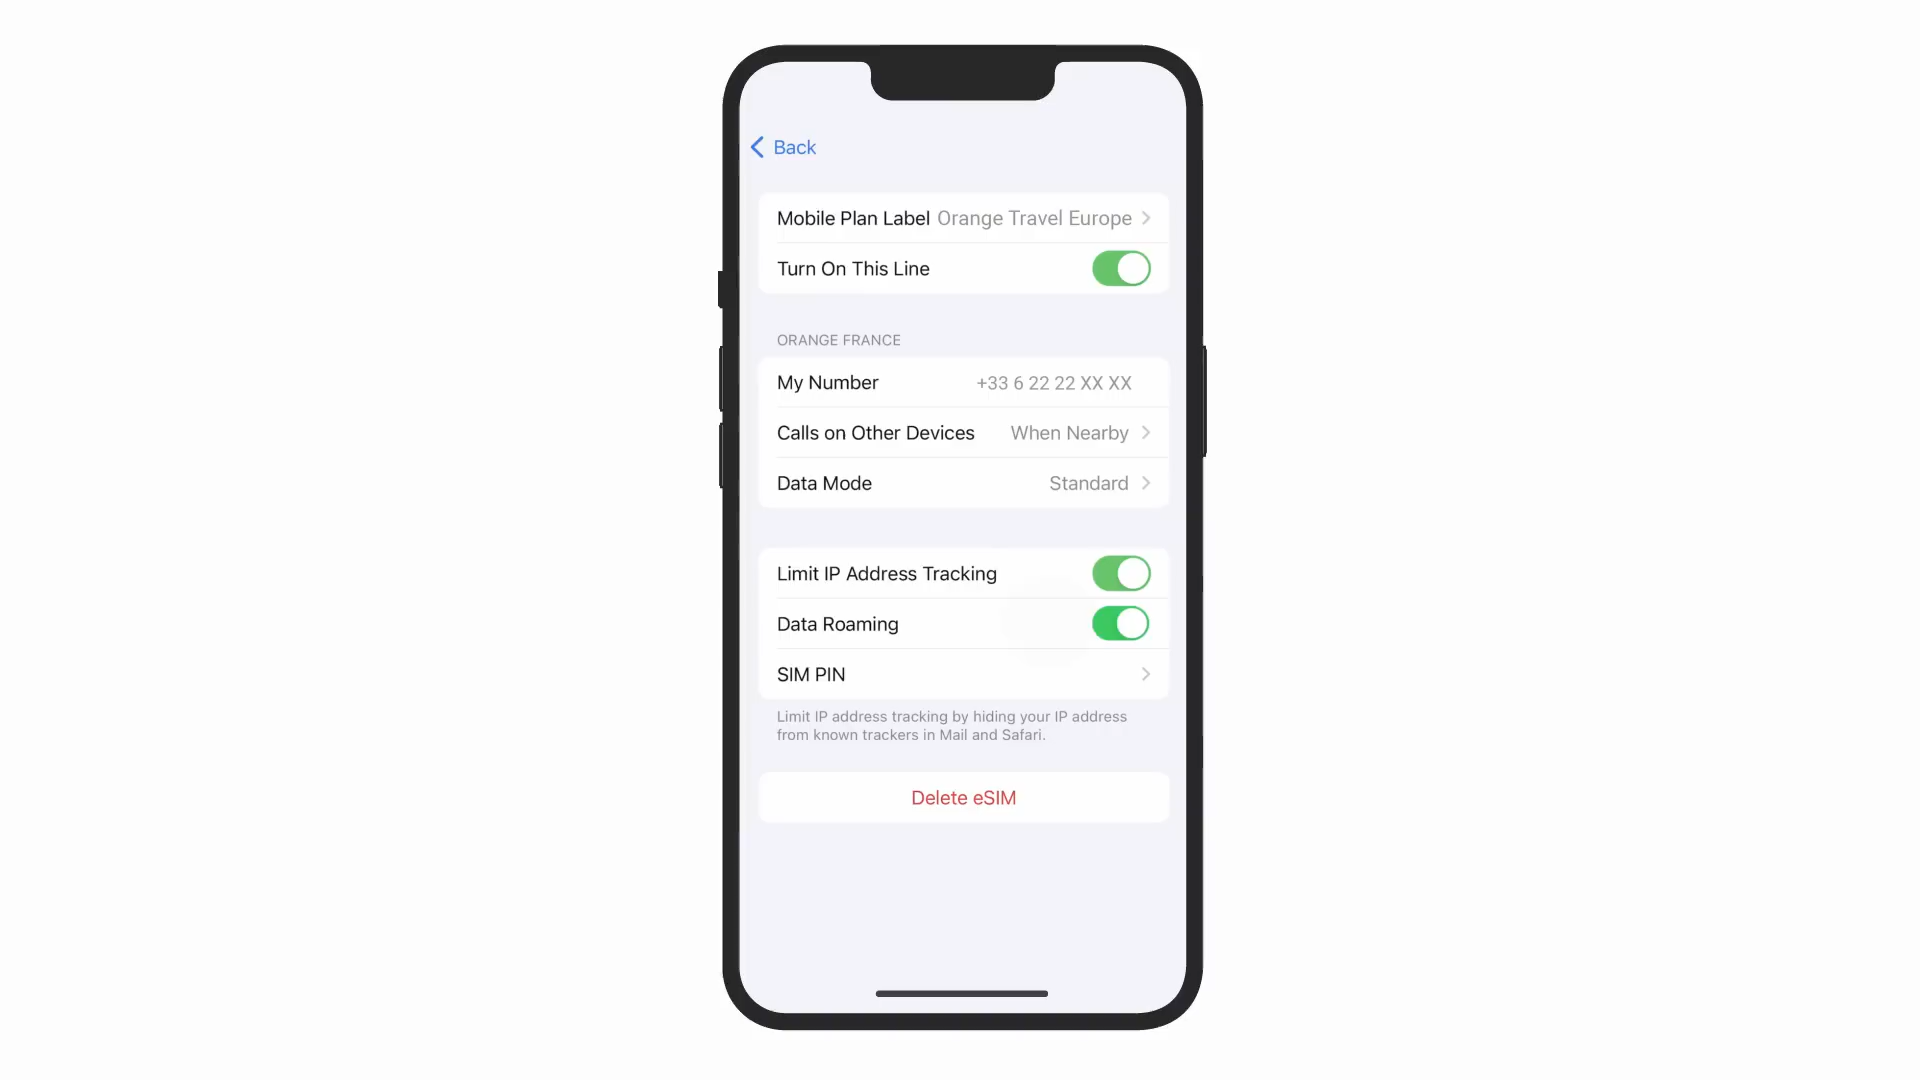 Back
Mobile Plan Label Orange Travel Europe
Turn On This Line
ORANGE FRANCE
My Number +33 6 22 22 XX XX
Calls on Other Devices When Nearby
Data Mode Standard
Limit IP Address Tracking
Data Roaming
SIM PIN
Limit IP address tracking by hiding your IP address
from known trackers in Mail and Safari.
Delete eSIM